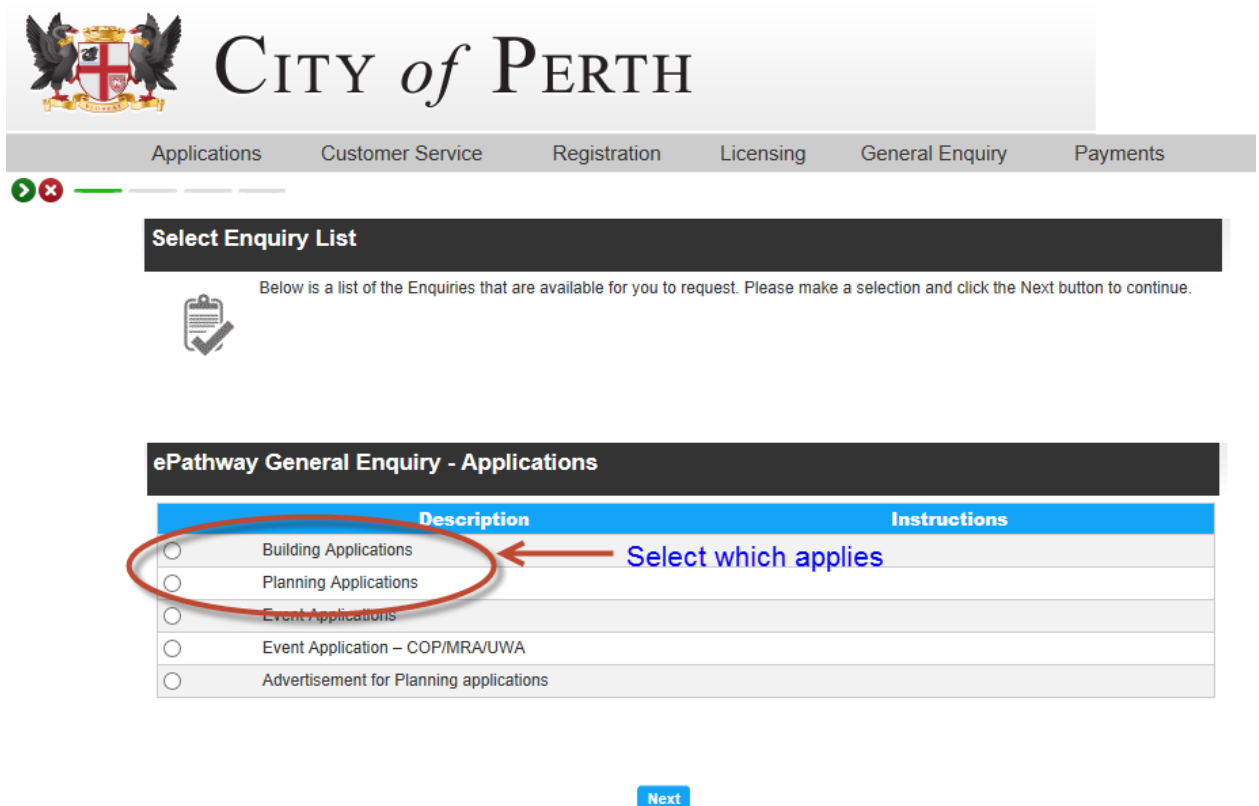 CITY of PERTH
FLOREAT
Applications Customer Service Registration Licensing General Enquiry Payments
Select Enquiry List
Below is a list of the Enquiries that are available for you to request. Please make a selection and click the Next button to continue.
ePathway General Enquiry - Applications
Description Instructions
Building Applications
Select which applies
Planning Applications
Event Applications
Event Application – COP/MRA/UWA
Advertisement for Planning applications
Next